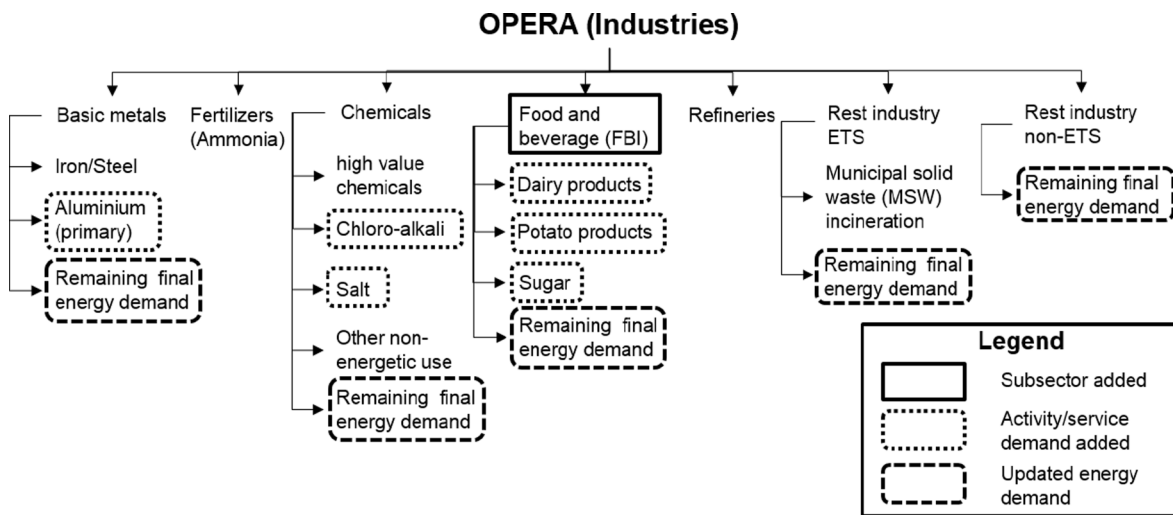 OPERA (Industries)
Basic metals
Iron/Steel
Aluminium
(primary)
Remaining final
energy demand
Fertilizers
(Ammonia)
Chemicals
high value
chemicals
Chloro-alkali
Salt
Other non-
energetic use
Remaining final
energy demand
Food and
beverage (FBI)
Dairy products
Potato products
Sugar
Remaining final
energy demand
Refineries
Rest industry
ETS
Municipal solid
waste (MSW)
incineration
Remaining final
energy demand
Rest industry
non-ETS
Remaining final
energy demand
Legend
Subsector added
Activity/service
demand added
Updated energy
demand